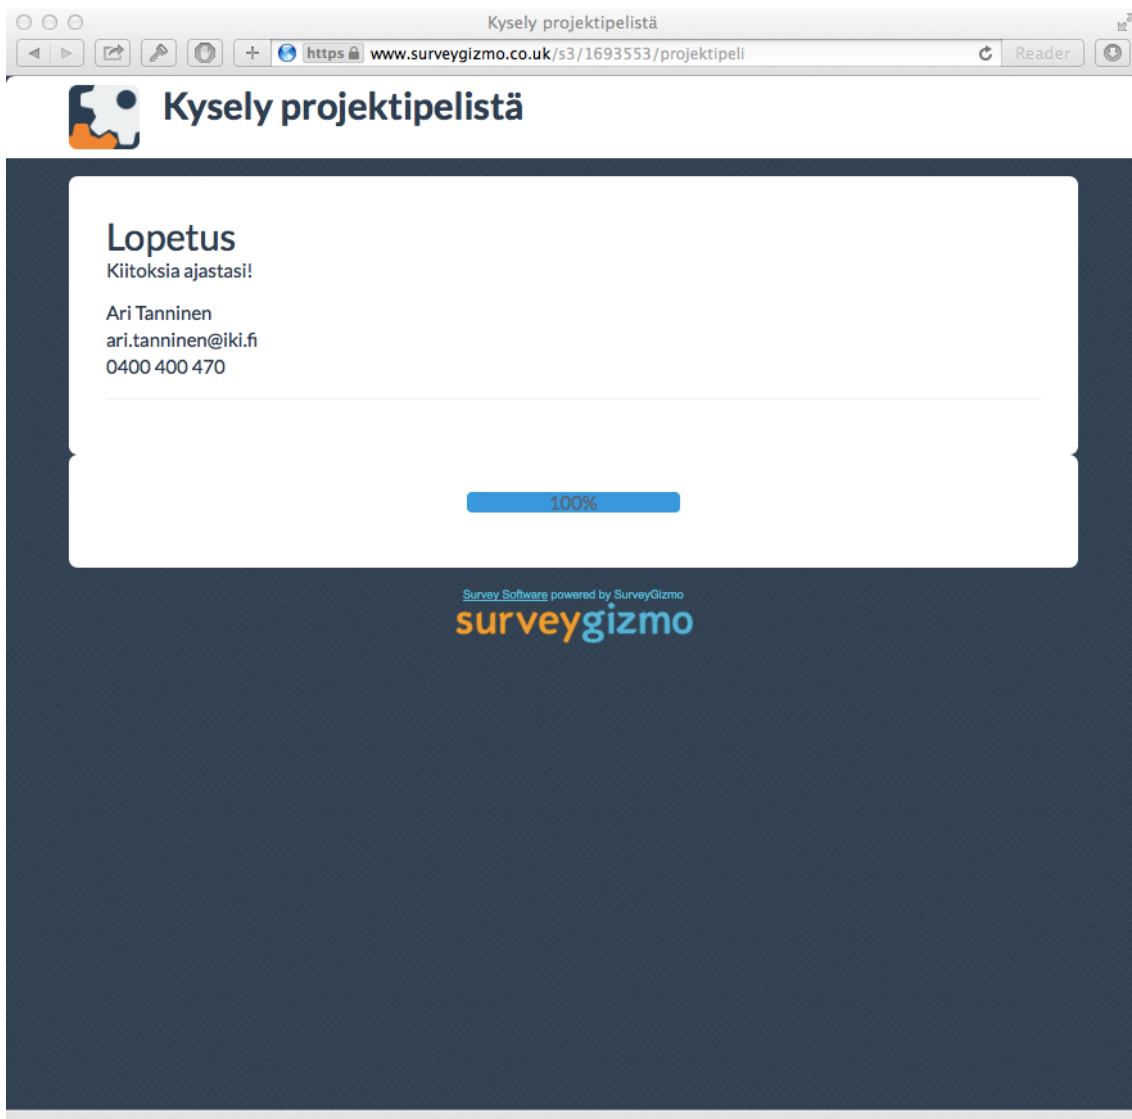 Kysely projektipelistä
https www.surveygizmo.co.uk/s3/1693553/projektipeli
Reader
Kysely projektipelistä
Lopetus
Kiitoksia ajastasi!
Ari Tanninen
ari.tanninen@iki.fi
0400 400 470
100%
Survey Software powered by SurveyGizmo
surveygizmo